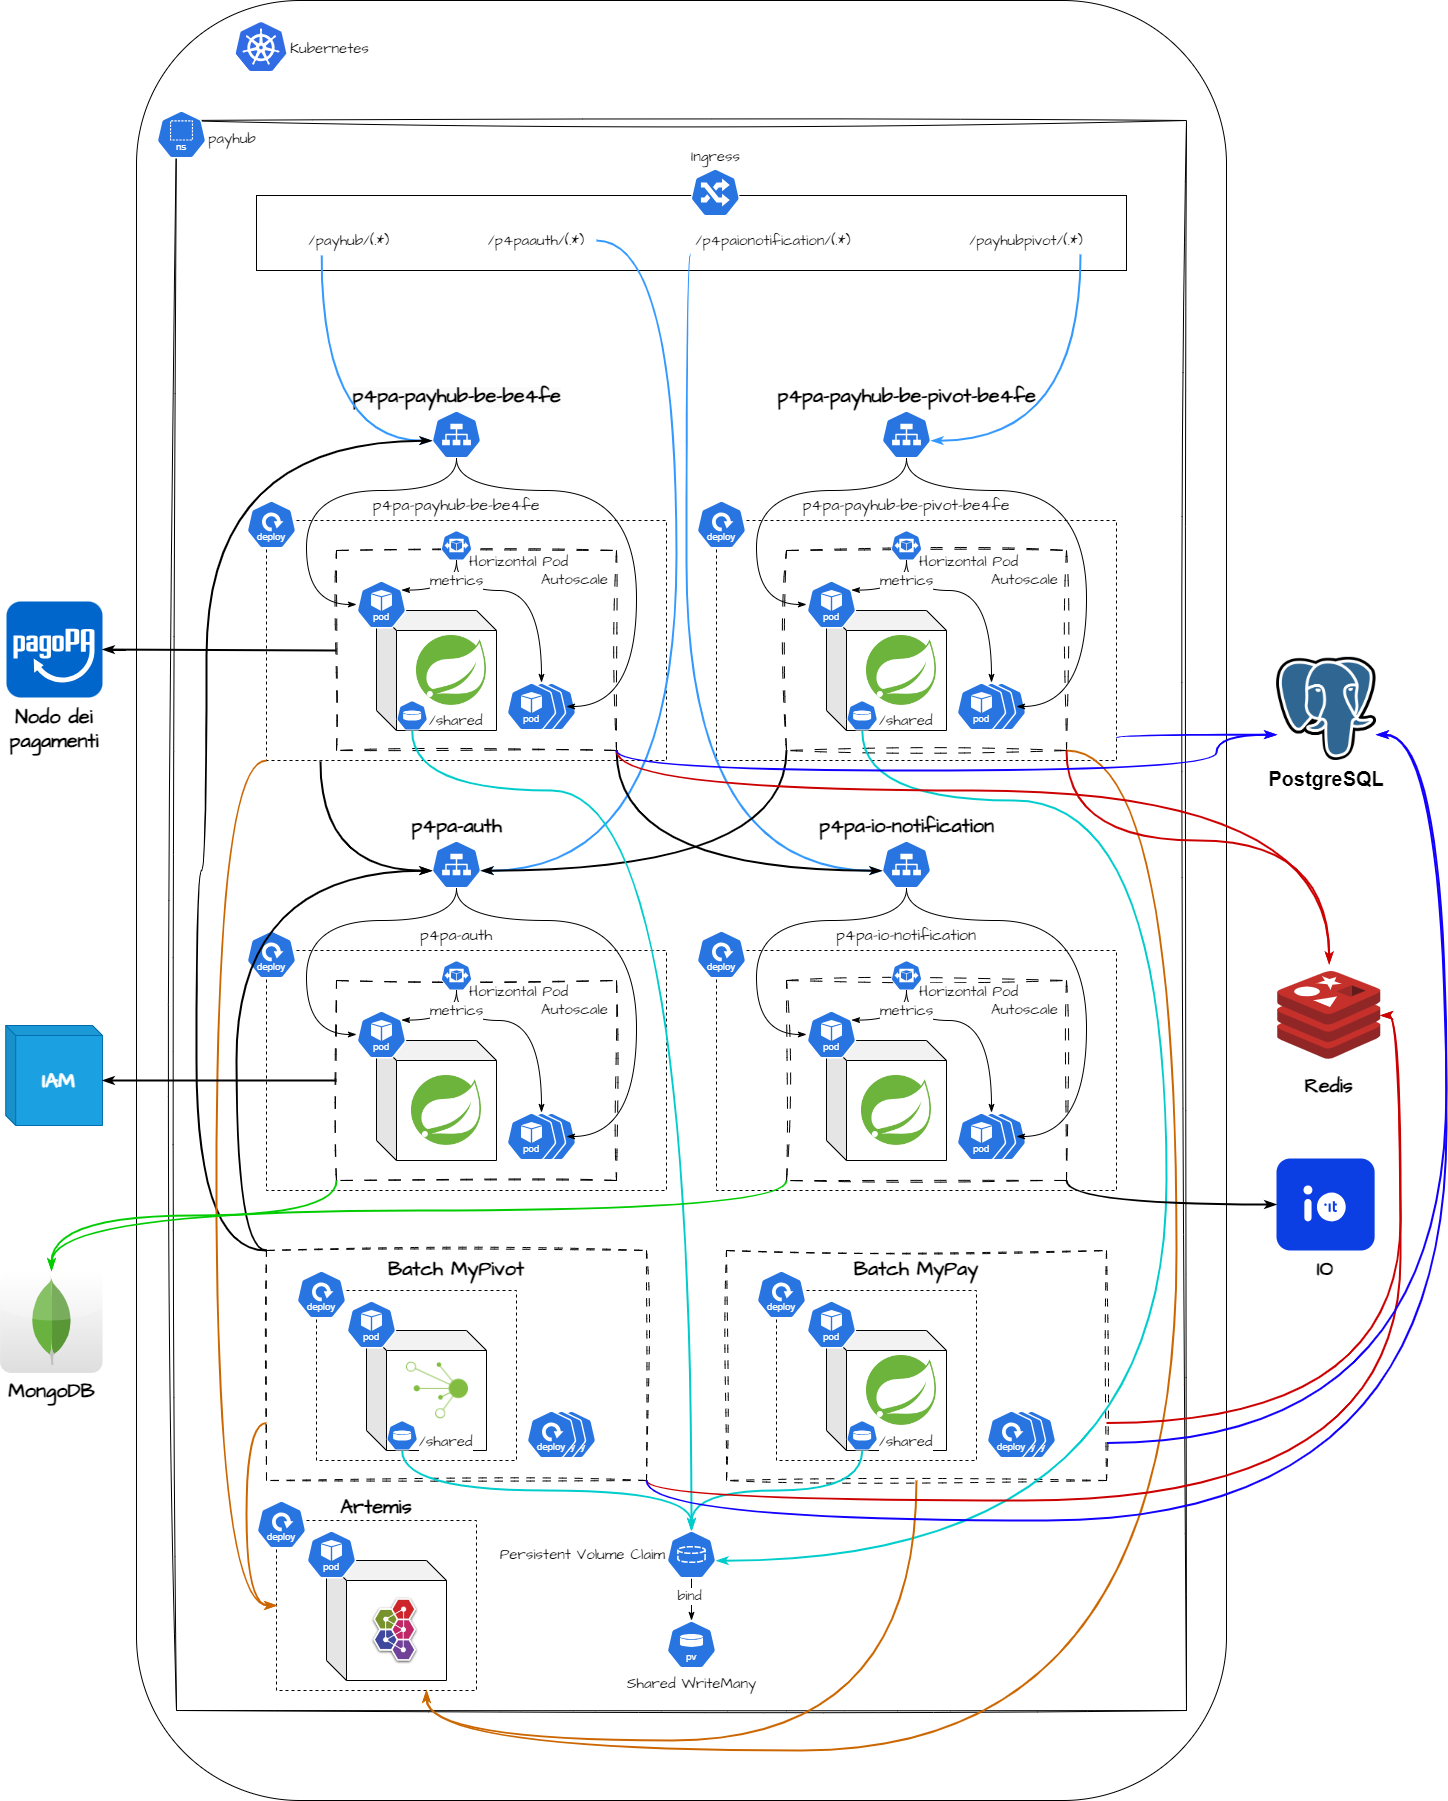 Kubernetes
ns
payhub
Ingress
/payhub/(.*)
/p4paauth/(.*)
/p4paionotification/(.*)
/payhubpivot/(.*)
p4pa-payhub-be-be4fe
p4pa-payhub-be-pivot-be4fe
p4pa-payhub-be-be4fe
p4pa-payhub-be-pivot-be4fe
deploy
deploy
Horizontal Pod
Autoscale
metrics
pod
pod
/shared
Horizontal Pod
Autoscale
metrics
pod
pod
/shared
pagoPA
Nodo dei
pagamenti
PostgreSQL
p4pa-auth
p4pa-io-notification
p4pa-auth
p4pa-io-notification
deploy
deploy
Horizontal Pod
Autoscale
metrics
pod
pod
Horizontal Pod
Autoscale
metrics
pod
pod
IAM
Redis
io
it
IO
MongoDB
Batch MyPivot
deploy
pod
/shared
deploy
Batch MyPay
deploy
pod
/shared
deploy
Artemis
deploy
pod
Persistent Volume Claim
bind
pv
Shared WriteMany